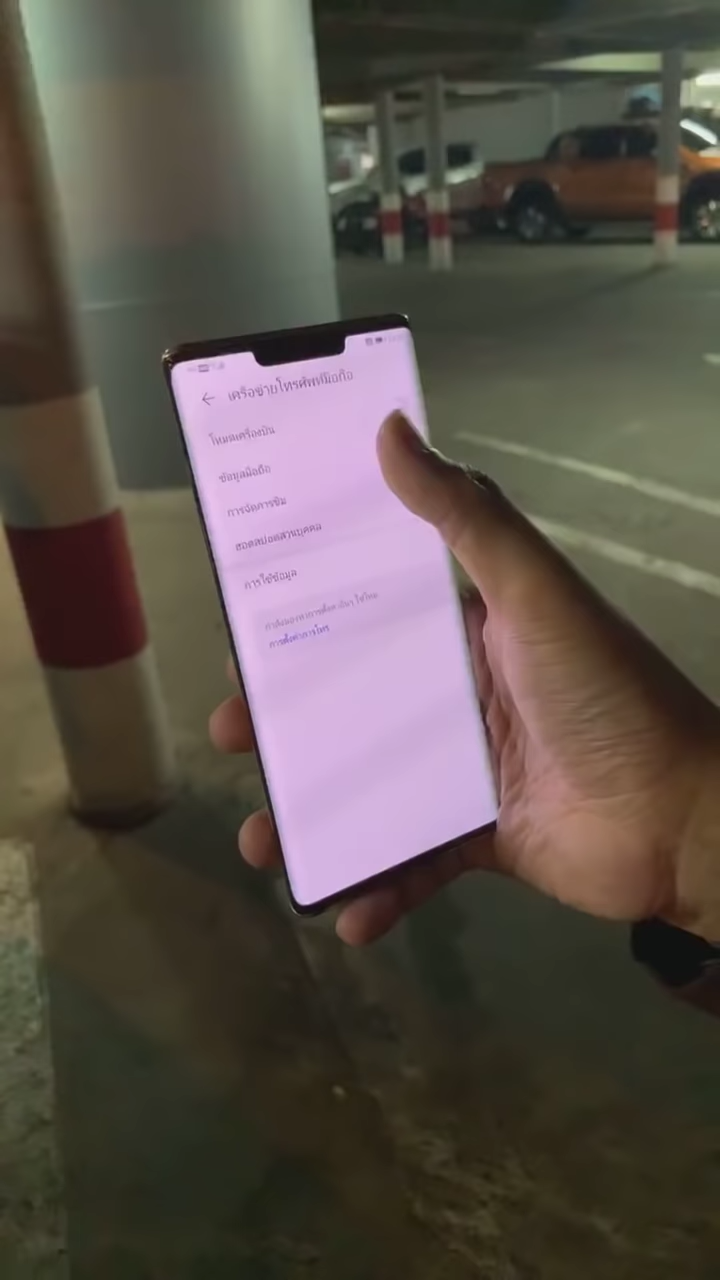 เครือข่ายโทรศัพท์มือถือ
โหมดเครื่องบิน
ข้อมูลมือถือ
การจัดการซิม
ฮอตสปอตส่วนบุคคล
การใช้ข้อมูล
การตั้งค่าการโทร